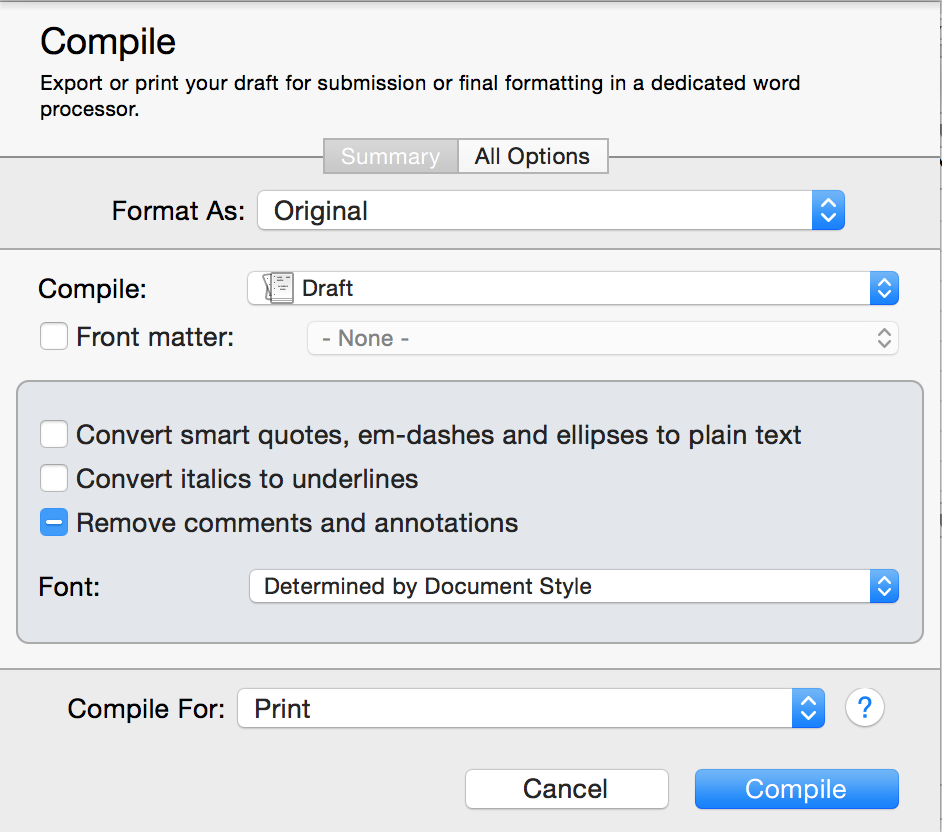 Compile
Export or print your draft for submission or final formatting in a dedicated word
processor.
Summary All Options
Format As: Original
Compile: Draft
Front matter: - None -
Convert smart quotes, em-dashes and ellipses to plain text
Convert italics to underlines
Remove comments and annotations
Font: Determined by Document Style
Compile For: Print ?
Cancel Compile